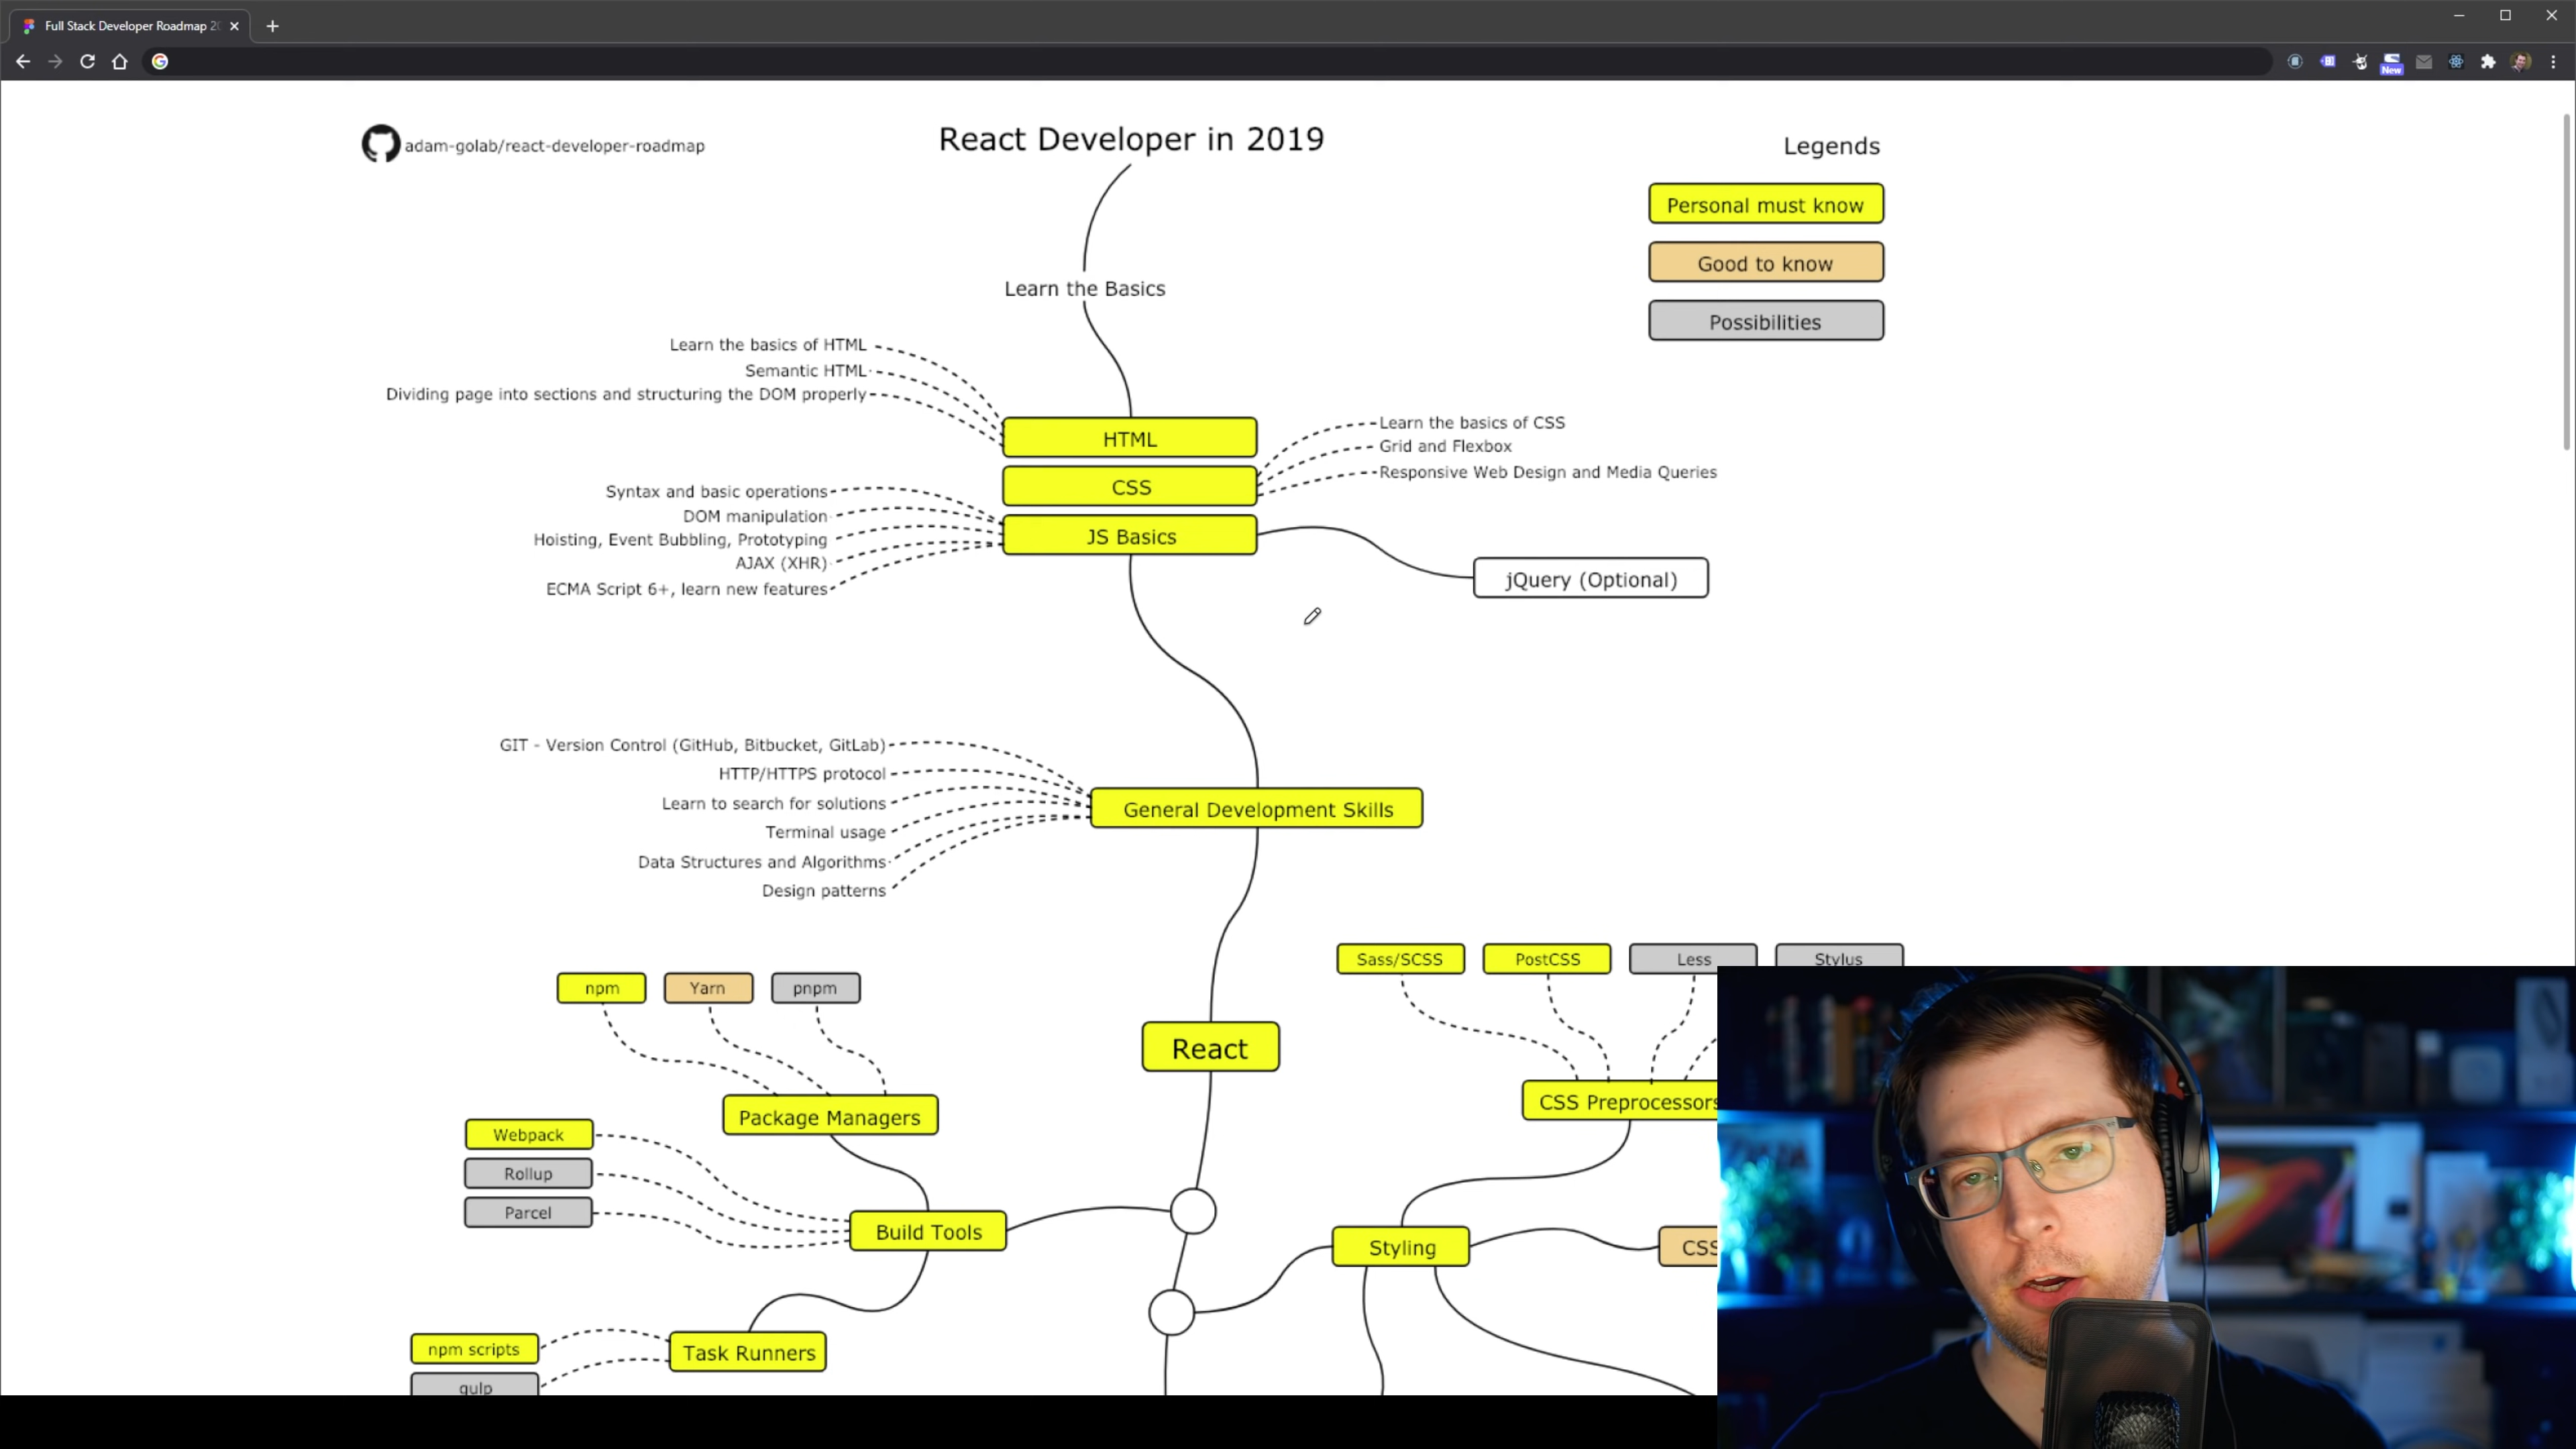 Full Stack Developer Roadmap 20
New
adam-golab/react-developer-roadmap
React Developer in 2019
Legends
Personal must know
Good to know
Possibilities
Learn the Basics
Learn the basics of HTML
Semantic HTML
Dividing page into sections and structuring the DOM properly
HTML
Learn the basics of CSS
Grid and Flexbox
Responsive Web Design and Media Queries
CSS
Syntax and basic operations
DOM manipulation
Hoisting, Event Bubbling, Prototyping
AJAX (XHR)
ECMA Script 6+, learn new features
JS Basics
jQuery (Optional)
GIT - Version Control (GitHub, Bitbucket, GitLab)
HTTP/HTTPS protocol
Learn to search for solutions
Terminal usage
Data Structures and Algorithms
Design patterns
General Development Skills
Sass/SCSS PostCSS Less Stylus
npm Yarn pnpm
React
CSS Preprocessors
Package Managers
Webpack
Rollup
Parcel
Build Tools
Styling
CSS
npm scripts
gulp
Task Runners